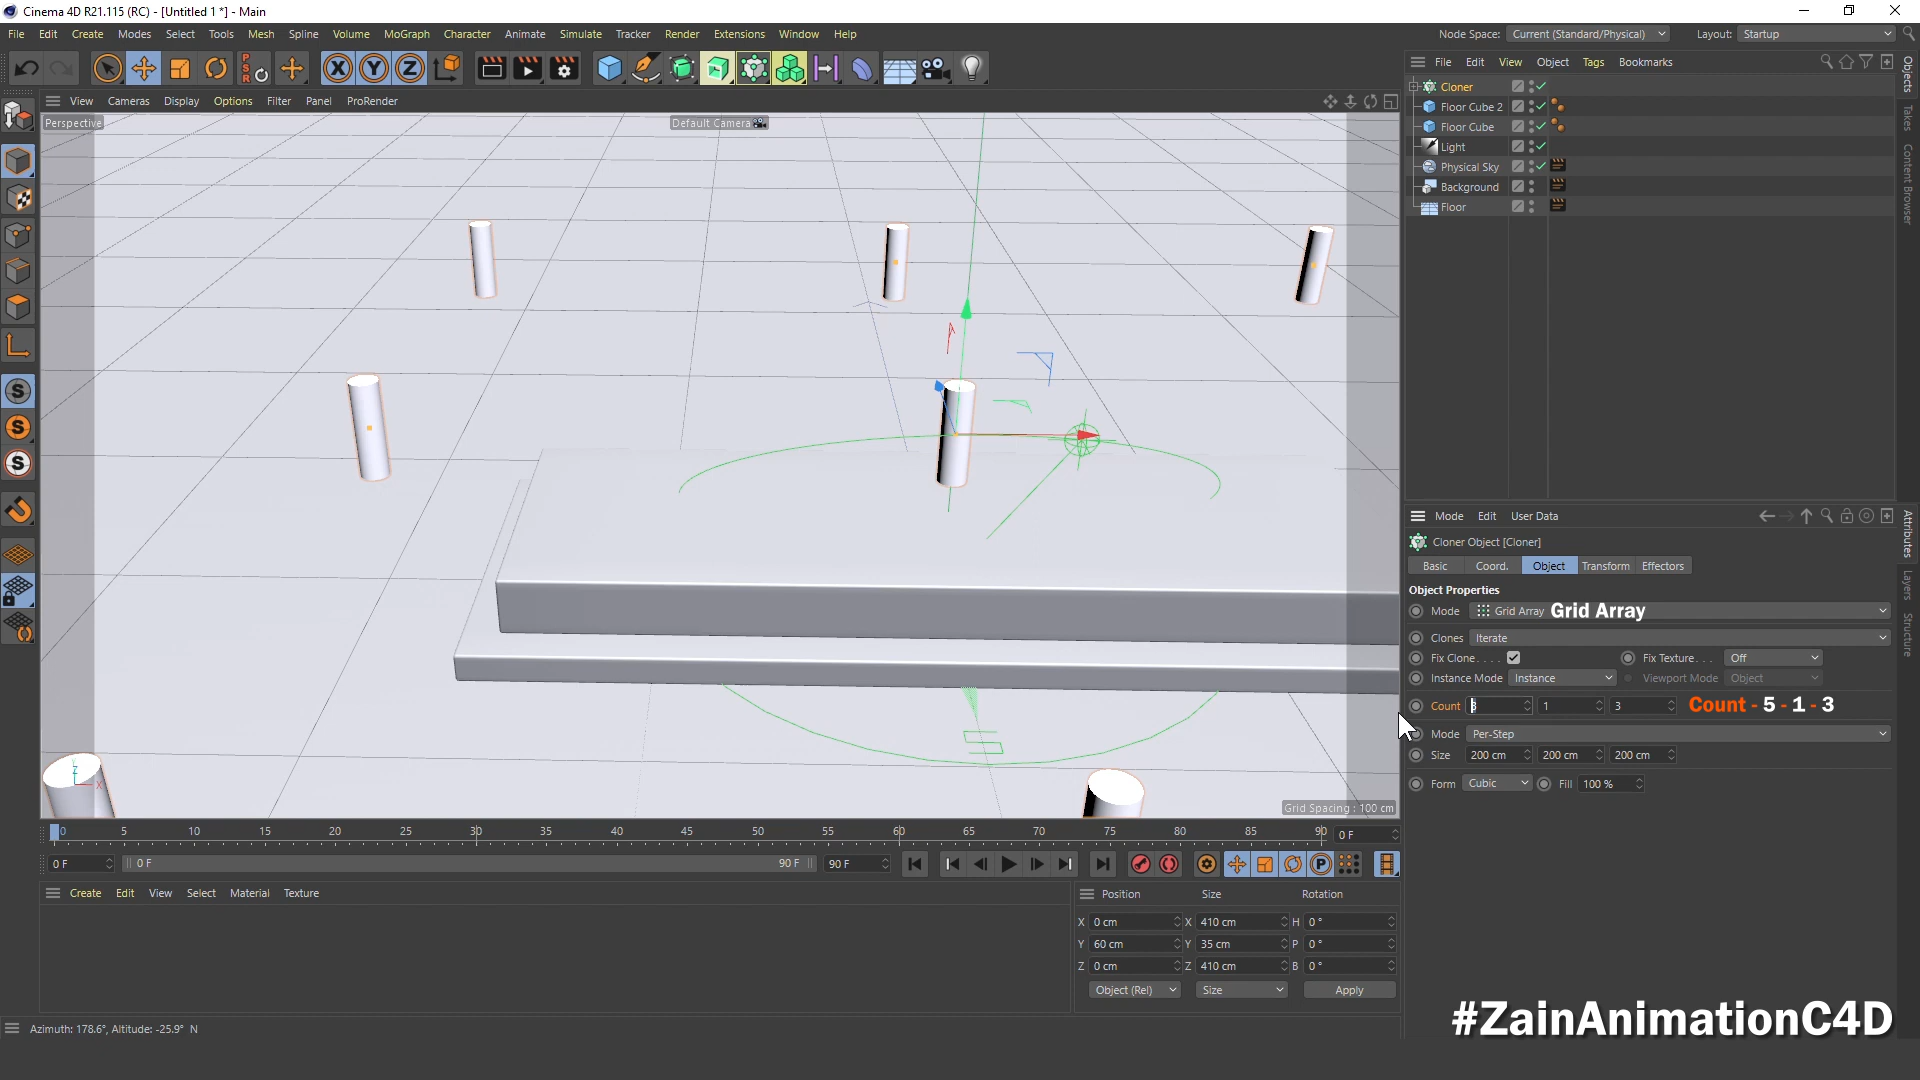 Cinema 4D R21.115 (RC) - [Untitled 1 *] - Main
File Edit Create Modes Select Tools Mesh Spline Volume MoGraph Character Animate Simulate Tracker Render Extensions Window Help
Node Space: Current (Standard/Physical) Layout: Startup
View Cameras Display Options Filter Panel ProRender
Perspective
Default Camera
Grid Spacing : 100 cm
File Edit View Object Tags Bookmarks
Cloner
Floor Cube 2
Floor Cube
Light
Physical Sky
Background
Floor
Objects
Takes
Content Browser
Mode Edit User Data
Cloner Object [Cloner]
Basic Coord. Object Transform Effectors
Object Properties
Mode Grid Array Grid Array
Clones Iterate
Fix Clone. . . . Fix Texture. . . Off
Instance Mode Instance Viewport Mode Object
Count 3 1 3 Count - 5 - 1 - 3
Mode Per-Step
Size 200 cm 200 cm 200 cm
Form Cubic Fill 100 %
Attributes
Layers
Structure
0 5 10 15 20 25 30 35 40 45 50 55 60 65 70 75 80 85 90 0 F
0 F 0 F 90 F 90 F
Create Edit View Select Material Texture
Position Size Rotation
X 0 cm X 410 cm H 0 °
Y 60 cm Y 35 cm P 0 °
Z 0 cm Z 410 cm B 0 °
Object (Rel) Size Apply
Azimuth: 178.6°, Altitude: -25.9° N
#ZainAnimationC4D